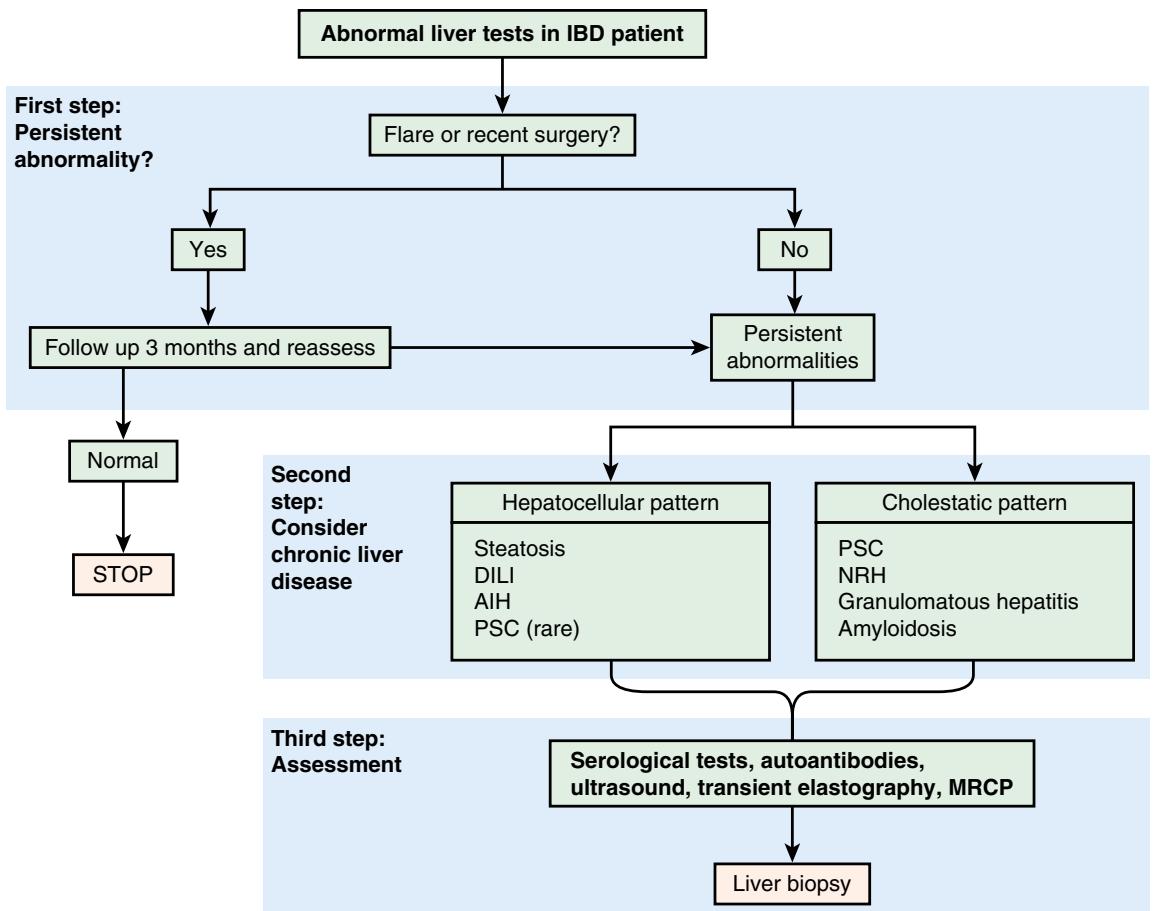 Abnormal liver tests in IBD patient
First step:
Persistent
abnormality?
Flare or recent surgery?
Yes
No
Follow up 3 months and reassess
Persistent
abnormalities
Normal
STOP
Second
step:
Consider
chronic liver
disease
Hepatocellular pattern
Steatosis
DILI
AIH
PSC (rare)
Cholestatic pattern
PSC
NRH
Granulomatous hepatitis
Amyloidosis
Third step:
Assessment
Serological tests, autoantibodies,
ultrasound, transient elastography, MRCP
Liver biopsy